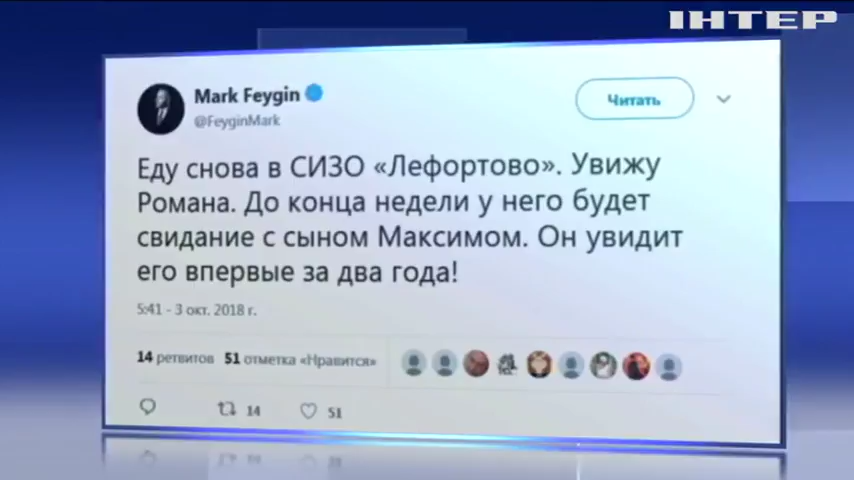 ІНТЕР
Mark Feygin
@FeyginMark
Читать
Еду снова в СИЗО «Лефортово». Увижу
Романа. До конца недели у него будет
свидание с сыном Максимом. Он увидит
его впервые за два года!
5:41 - 3 окт. 2018 г.
14 ретвитов 51 отметка «Нравится»
14 51